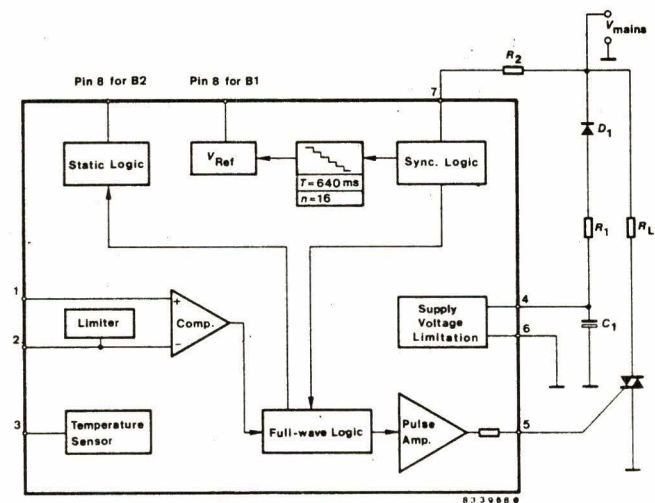 V mains
R2
Pin 8 for B2
Pin 8 for B1
7
D1
Static Logic
VRef
T = 640 ms
n = 16
Sync. Logic
R1
RL
1
+
Comp.
-
Limiter
2
4
Supply
Voltage
Limitation
6
C1
3
Temperature
Sensor
Full-wave Logic
Pulse
Amp.
5
833968e